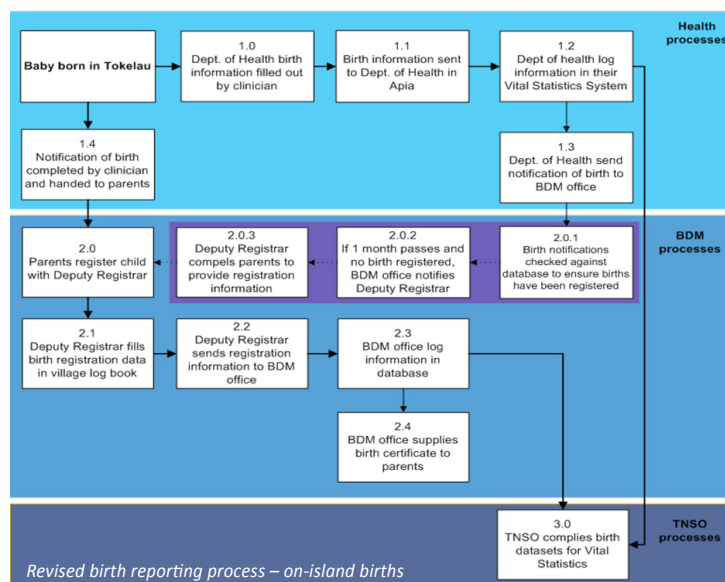 Health
processes
Baby born in Tokelau
1.0
Dept. of Health birth
information filled out
by clinician
1.1
Birth information sent
to Dept. of Health in
Apia
1.2
Dept of health log
information in their
Vital Statistics System
1.4
Notification of birth
completed by clinician
and handed to parents
1.3
Dept. of Health send
notification of birth to
BDM office
BDM
processes
2.0
Parents register child
with Deputy Registrar
2.0.3
Deputy Registrar
compels parents to
provide registration
information
2.0.2
If 1 month passes and
no birth registered,
BDM office notifies
Deputy Registrar
2.0.1
Birth notifications
checked against
database to ensure births
have been registered
2.1
Deputy Registrar fills
birth registration data
in village log book
2.2
Deputy Registrar
sends registration
information to BDM
office
2.3
BDM office log
information in
database
2.4
BDM office supplies
birth certificate to
parents
3.0
TNSO complies birth
datasets for Vital
Statistics
TNSO
processes
Revised birth reporting process – on-island births